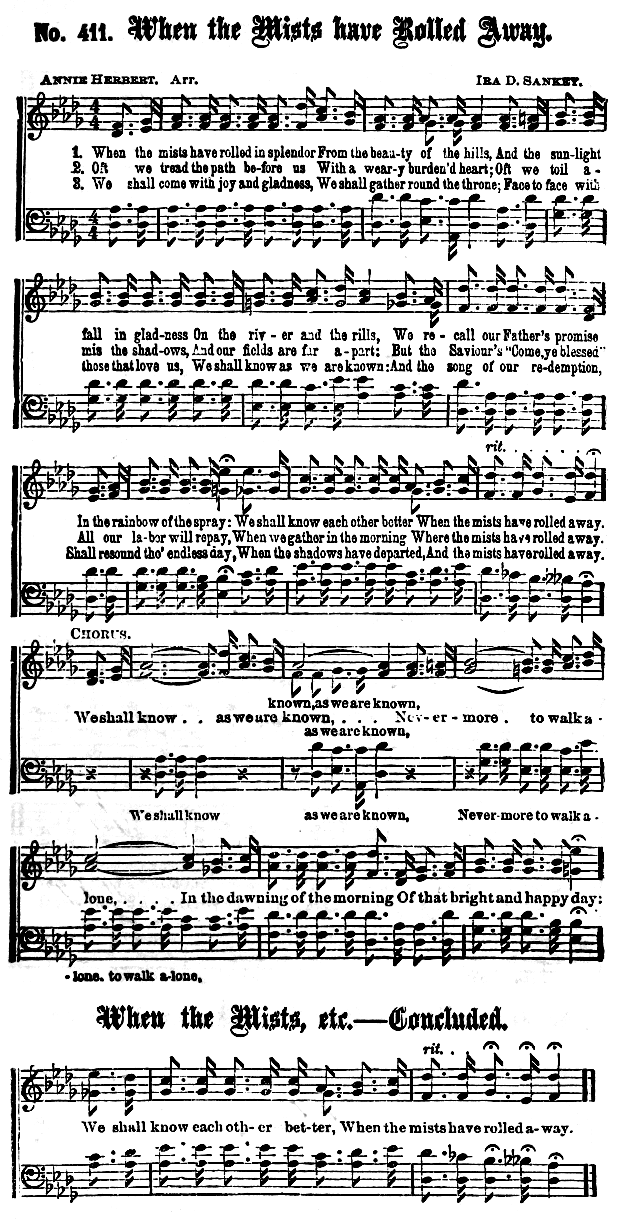 No. 411. When the Mists have Rolled Away.
ANNIE HERBERT. Arr. IRA D. SANKEY.
1. When the mists have rolled in splendor From the beau-ty of the hills, And the sun-light
2. Oft we tread the path be-fore us With a wear-y burden'd heart; Oft we toil a-
3. We shall come with joy and gladness, We shall gather round the throne; Face to face with
fall in glad-ness On the riv-er and the rills, We re-call our Father's promise
mis the shad-ows, And our fields are far a-part: But the Saviour's "Come, ye blessed"
those that love us, We shall know as we are known: And the song of our re-demption,
rit. . . . . . . .
In the rainbow of the spray: We shall know each other better When the mists have rolled away.
All our la-bor will repay, When we gather in the morning Where the mists have rolled away.
Shall resound tho' endless day, When the shadows have departed, And the mists have rolled away.
CHORUS.
known, as we are known,
We shall know . . as we are known, . . . Nev-er-more . to walk a-
as we are known,
We shall know as we are known, Never-more to walk a-
lone, . . . . . In the dawning of the morning Of that bright and happy day:
- lone. to walk a-lone,
When the Mists, etc.—Concluded.
rit. . .
We shall know each oth-er bet-ter, When the mists have rolled a-way.